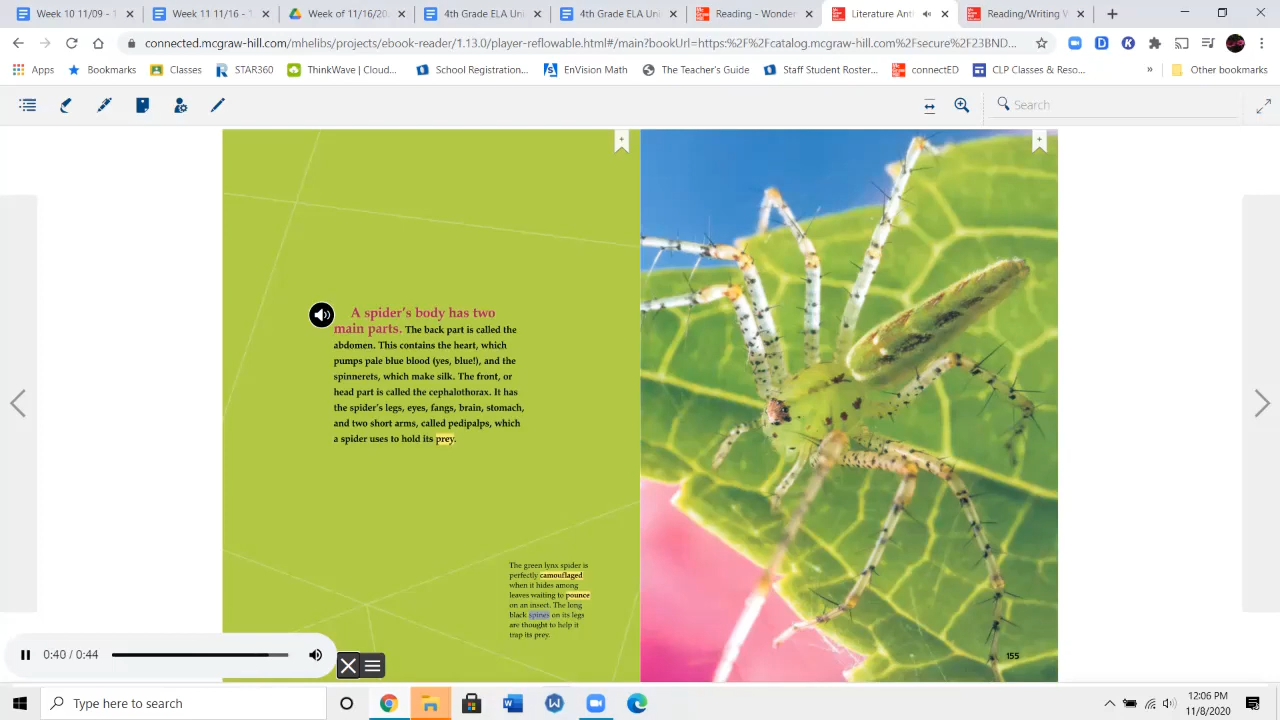 Week 11/9-1
Week 11/16-1
Week 11/16/2
Week of 11-1
4th Grade ELA Uni
4th Grade ELA Uni
Reading - Wonder
Literature Anth
Reading/Writing W
connected.mcgraw-hill.com/mhelibs/projects/ebook-reader/1.13.0/player-nonowable.html#/main?bookUrl=https:%2F%2Fcatalog.mcgraw-hill.com%2Fsecure%2F3BND...
Apps
Bookmarks
Classes
STAR360
ThinkWave | Cloud...
School Registration...
EnVision Math
The Teacher's Guide
Staff Student Roster...
connectED
CLP Classes & Reso...
»
Other bookmarks
Search
A spider's body has two
main parts. The back part is called the
abdomen. This contains the heart, which
pumps pale blue blood (yes, blue!), and the
spinnerets, which make silk. The front, or
head part is called the cephalothorax. It has
the spider's legs, eyes, fangs, brain, stomach,
and two short arms, called pedipalps, which
a spider uses to hold its prey.
The green lynx spider is
perfectly camouflaged
when it hides among
leaves waiting to pounce
on an insect. The long
black spines on its legs
are thought to help it
trap its prey.
155
0:40 / 0:44
Type here to search
12:06 PM
11/8/2020